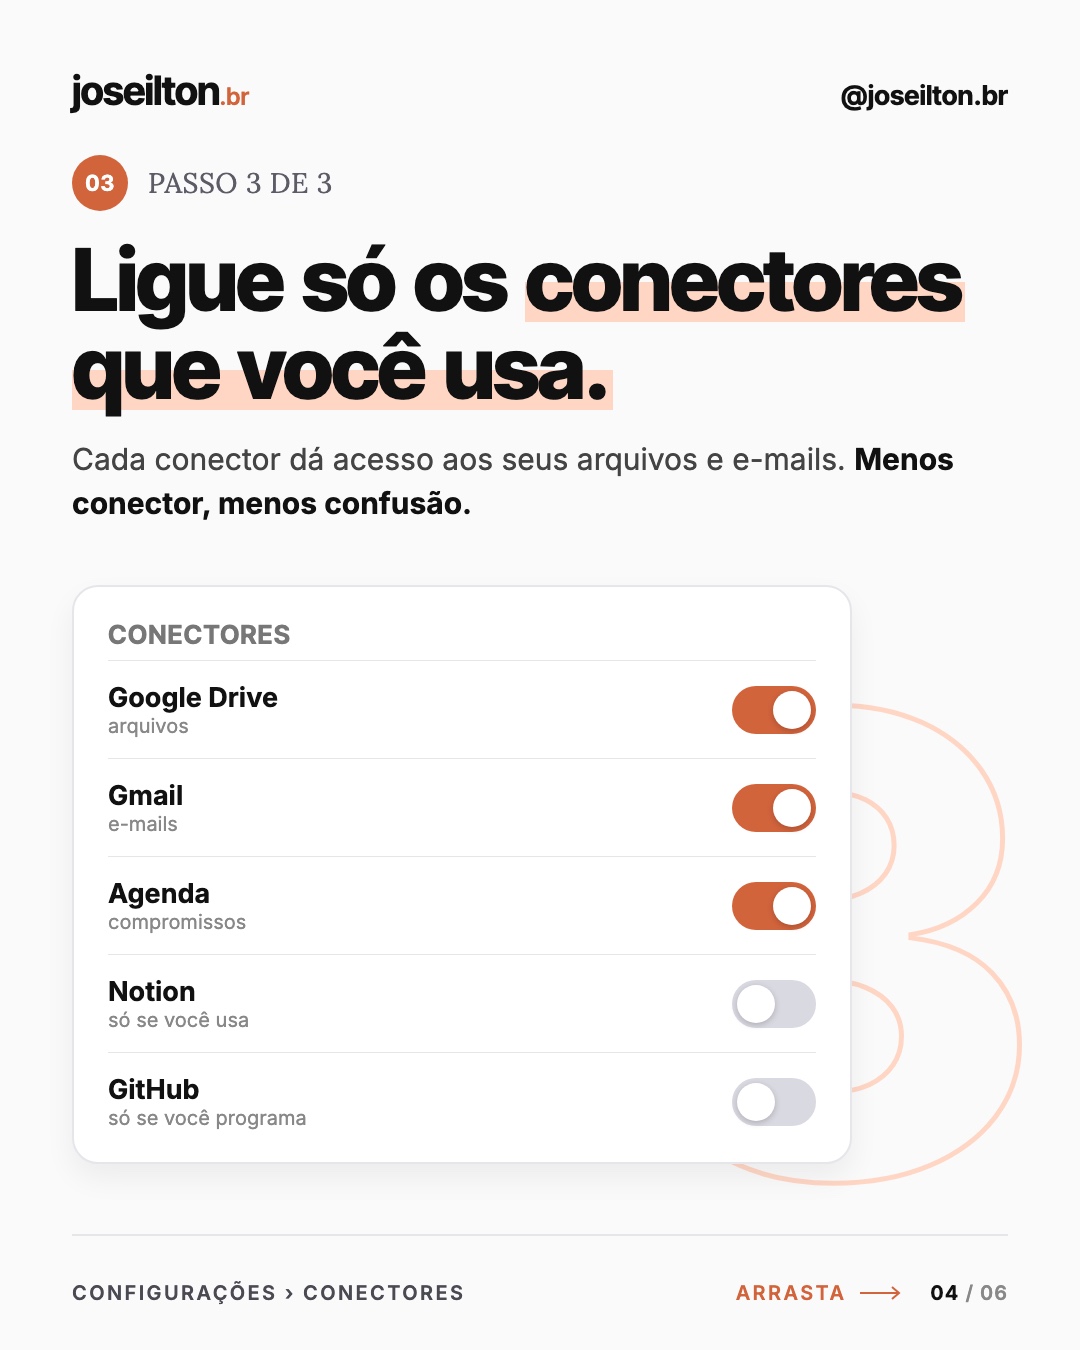 joseilton.br
@joseilton.br
03
PASSO 3 DE 3
Ligue só os conectores
que você usa.
Cada conector dá acesso aos seus arquivos e e-mails. Menos
conector, menos confusão.
CONECTORES
Google Drive
arquivos
Gmail
e-mails
Agenda
compromissos
Notion
só se você usa
GitHub
só se você programa
3
CONFIGURAÇÕES › CONECTORES
ARRASTA → 04 / 06